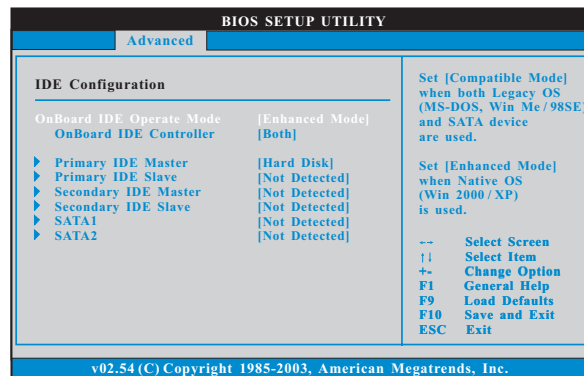 BIOS SETUP UTILITY
Advanced
IDE Configuration
OnBoard IDE Operate Mode [Enhanced Mode]
OnBoard IDE Controller [Both]
Primary IDE Master [Hard Disk]
Primary IDE Slave [Not Detected]
Secondary IDE Master [Not Detected]
Secondary IDE Slave [Not Detected]
SATA1 [Not Detected]
SATA2 [Not Detected]
Set [Compatible Mode]
when both Legacy OS
(MS-DOS, Win Me / 98SE)
and SATA device
are used.
Set [Enhanced Mode]
when Native OS
(Win 2000 / XP)
is used.
←→ Select Screen
↑↓ Select Item
+- Change Option
F1 General Help
F9 Load Defaults
F10 Save and Exit
ESC Exit
v02.54 (C) Copyright 1985-2003, American Megatrends, Inc.